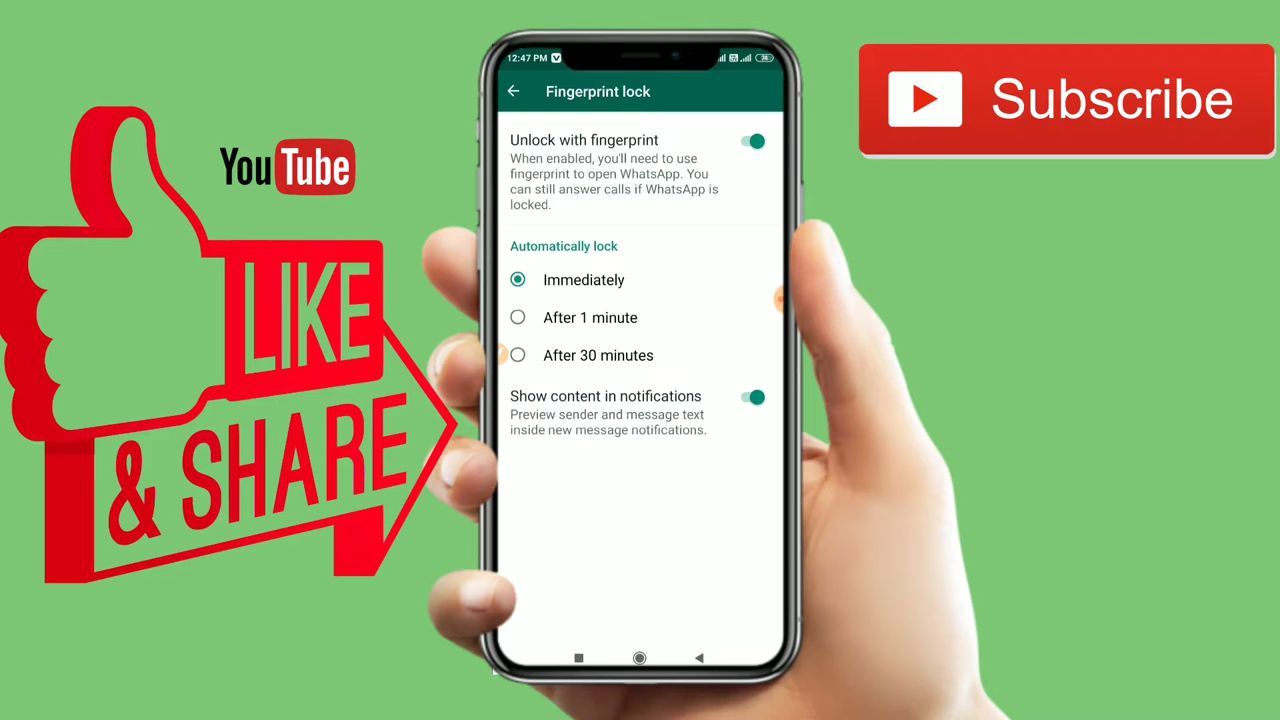 12:47 PM
Fingerprint lock
Unlock with fingerprint
When enabled, you'll need to use
fingerprint to open WhatsApp. You
can still answer calls if WhatsApp is
locked.
Automatically lock
Immediately
After 1 minute
After 30 minutes
Show content in notifications
Preview sender and message text
inside new message notifications.
YouTube
LIKE
& SHARE
Subscribe